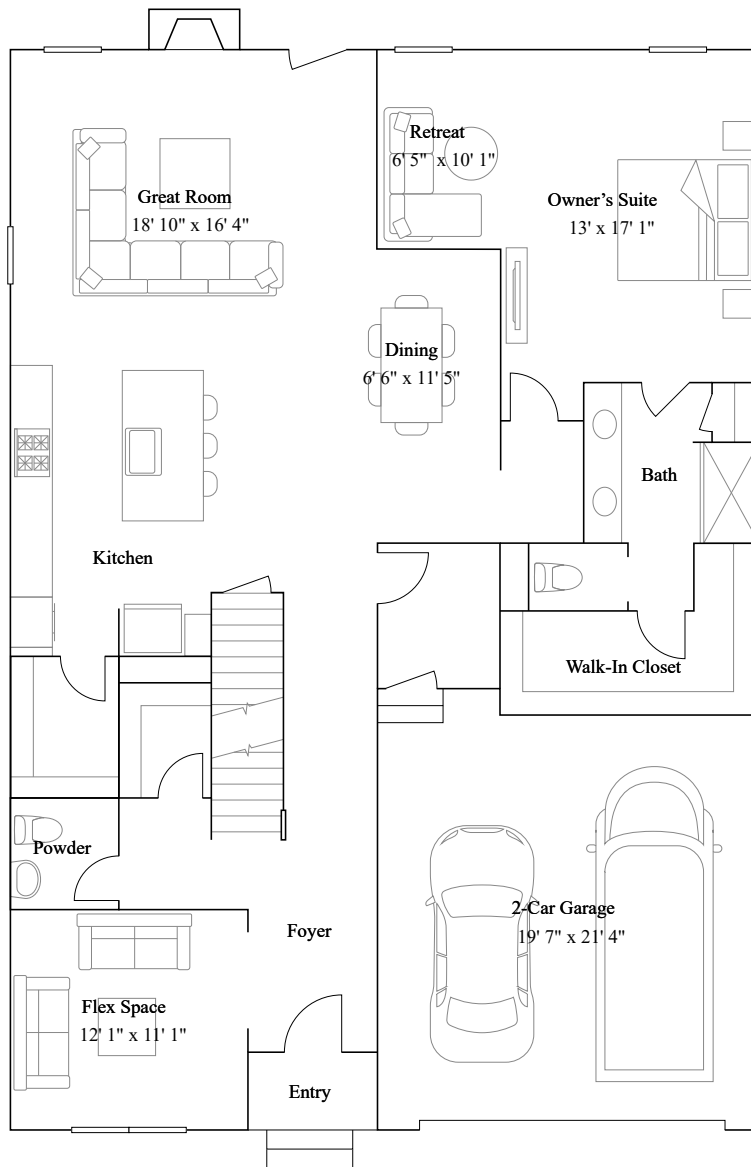 Retreat
6' 5" x 10' 1"
Great Room
18' 10" x 16' 4"
Owner’s Suite
13' x 17' 1"
Dining
6' 6" x 11' 5"
Bath
Kitchen
Walk-In Closet
Powder
2-Car Garage
19' 7" x 21' 4"
Foyer
Flex Space
12' 1" x 11' 1"
Entry